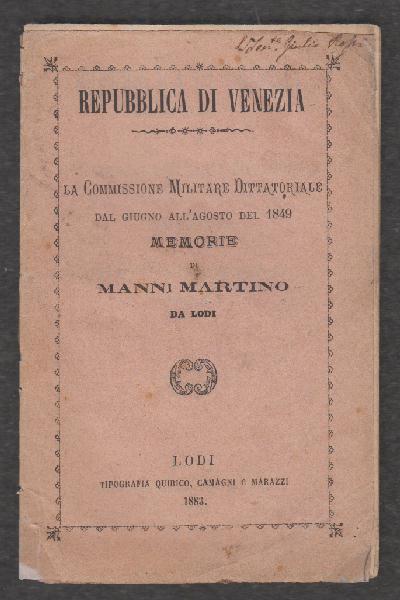 Giulio
REPUBBLICA DI VENEZIA
LA COMMISSIONE MILITARE DITTATORIALE
DAL GIUGNO ALL'AGOSTO DEL 1849
MEMORIE
DI
MANNI MARTINO
DA LODI
LODI
TIPOGRAFIA QUIRICO, CAMAGNI E MARAZZI
1883.